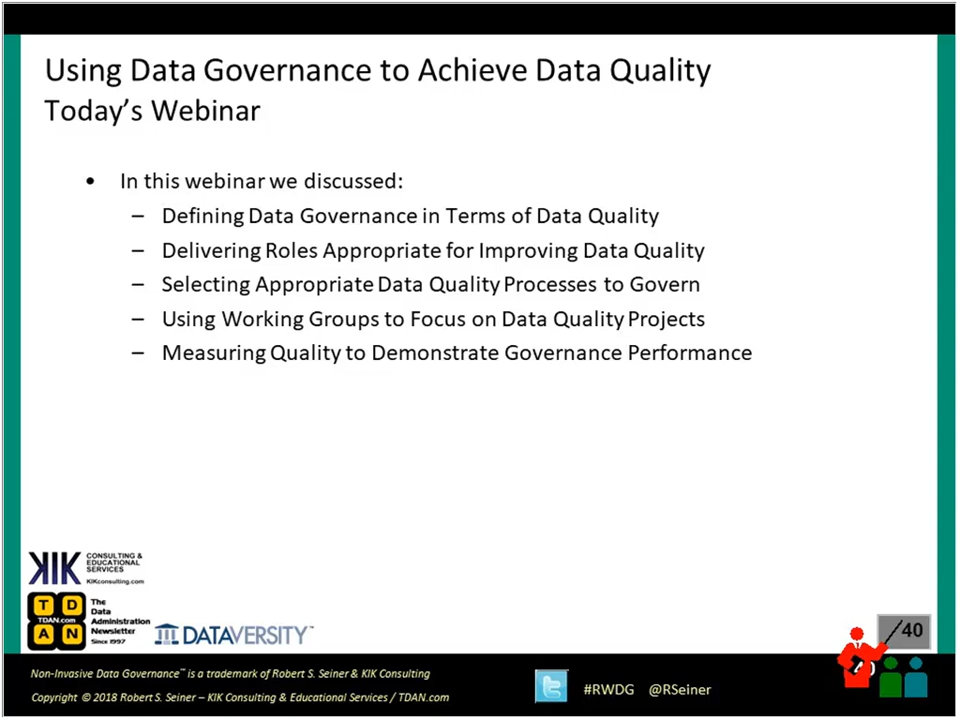 Using Data Governance to Achieve Data Quality
Today's Webinar
• In this webinar we discussed:
– Defining Data Governance in Terms of Data Quality
– Delivering Roles Appropriate for Improving Data Quality
– Selecting Appropriate Data Quality Processes to Govern
– Using Working Groups to Focus on Data Quality Projects
– Measuring Quality to Demonstrate Governance Performance
KIK CONSULTING &
EDUCATIONAL
SERVICES
KIKconsulting.com
T D
TDAN.com
A N
The
Data
Administration
Newsletter
Since 1997
DATAVERSITY™
/40
40
Non-Invasive Data Governance™ is a trademark of Robert S. Seiner & KIK Consulting
Copyright © 2018 Robert S. Seiner – KIK Consulting & Educational Services / TDAN.com
#RWDG @RSeiner